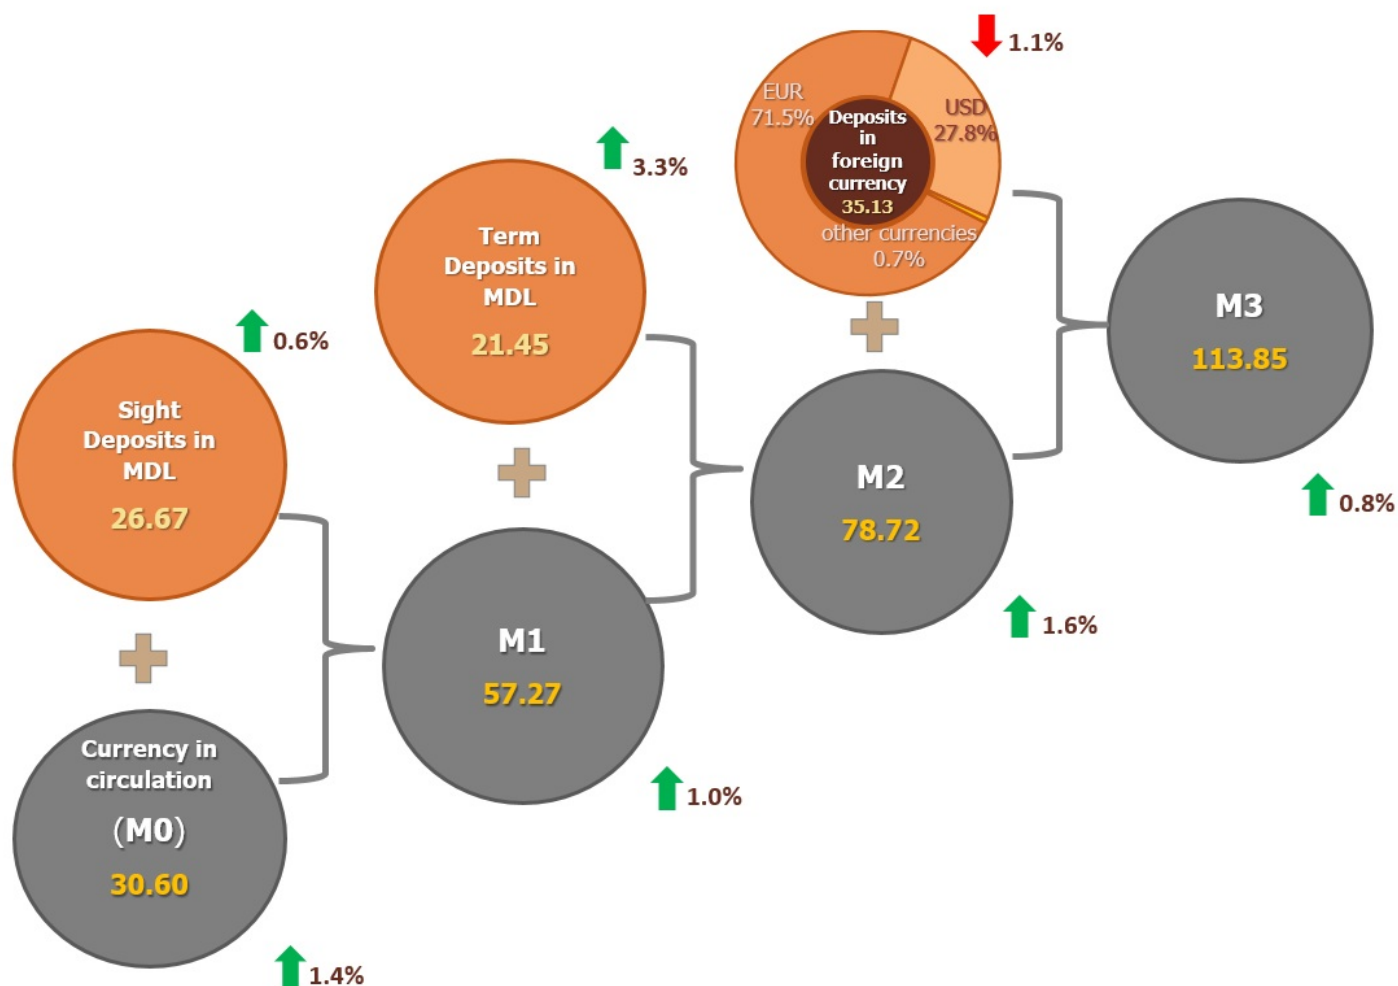 Sight
Deposits in
MDL
26.67
0.6%
Currency in
circulation
(M0)
30.60
1.4%
Term
Deposits in
MDL
21.45
3.3%
M1
57.27
1.0%
EUR
71.5%
USD
27.8%
Deposits
in
foreign
currency
35.13
other currencies
0.7%
1.1%
M2
78.72
1.6%
M3
113.85
0.8%